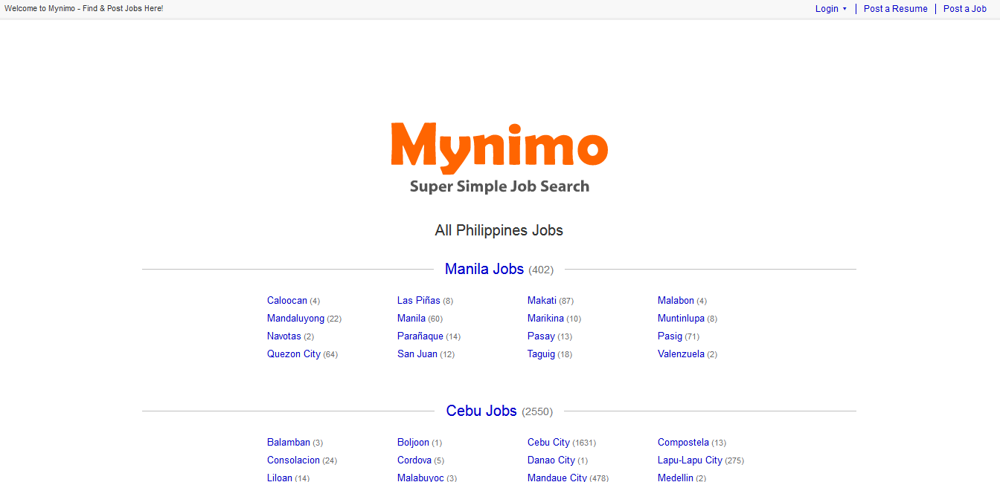 Welcome to Mynimo - Find & Post Jobs Here!
Login ▼ | Post a Resume | Post a Job
Mynimo
Super Simple Job Search
All Philippines Jobs
Manila Jobs (402)
Caloocan (4) Las Piñas (8) Makati (87) Malabon (4)
Mandaluyong (22) Manila (60) Marikina (10) Muntinlupa (8)
Navotas (2) Parañaque (14) Pasay (13) Pasig (71)
Quezon City (64) San Juan (12) Taguig (18) Valenzuela (2)
Cebu Jobs (2550)
Balamban (3) Boljoon (1) Cebu City (1631) Compostela (13)
Consolacion (24) Cordova (5) Danao City (1) Lapu-Lapu City (275)
Liloan (14) Malabuyoc (3) Mandaue City (478) Medellin (2)